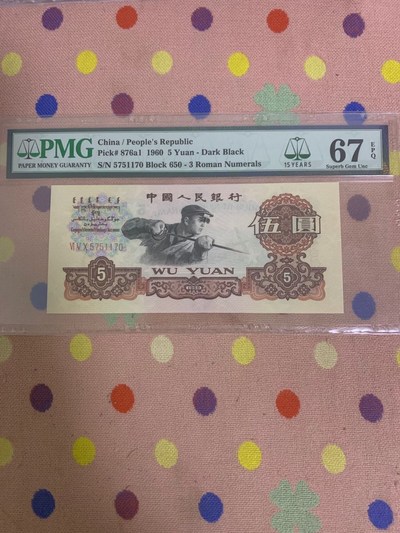 PMG
PAPER MONEY GUARANTY
China / People's Republic
Pick# 876a1 1960 5 Yuan - Dark Black
S/N 5751170 Block 650 - 3 Roman Numerals
15 YEARS
67 EPQ
Superb Gem Unc
中國人民銀行
伍圓
VI V X 5751170
5
WU YUAN
5